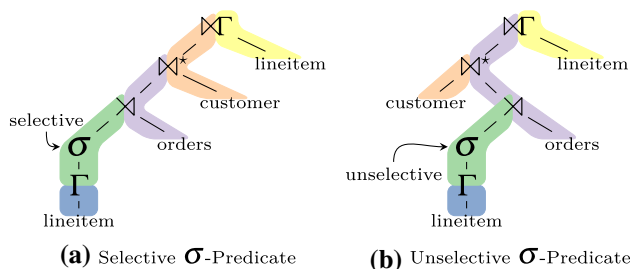 ⋈Γ
lineitem
⋈*
customer
selective
⋈
orders
σ
Γ
lineitem
(a) Selective σ-Predicate
⋈Γ
lineitem
⋈*
customer
⋈
orders
σ
unselective
Γ
lineitem
(b) Unselective σ-Predicate